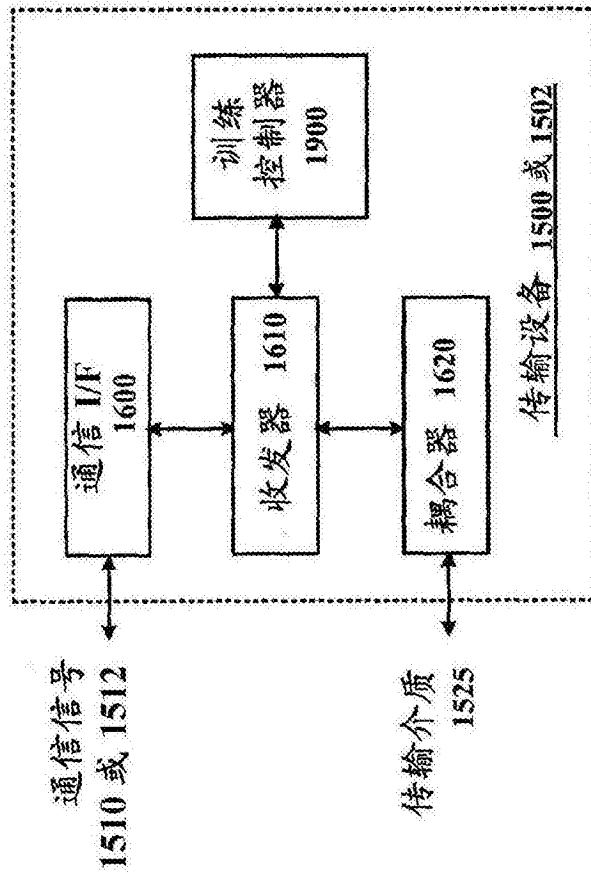 通信信号
1510 或 1512
通信 I/F
1600
收发器 1610
训练
控制器
1900
传输介质
1525
耦合器 1620
传输设备 1500 或 1502